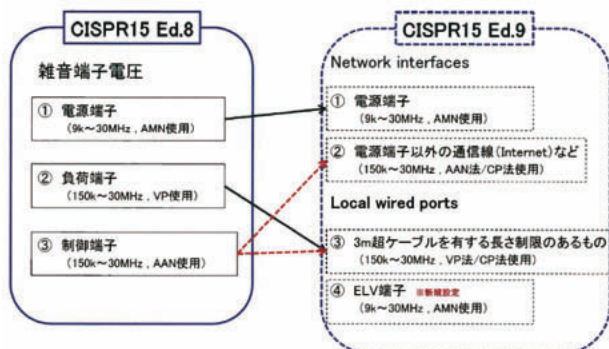 CISPR15 Ed.8
雑音端子電圧
① 電源端子
(9k～30MHz , AMN使用)
② 負荷端子
(150k～30MHz , VP使用)
③ 制御端子
(150k～30MHz , AAN使用)
CISPR15 Ed.9
Network interfaces
① 電源端子
(9k～30MHz , AMN使用)
② 電源端子以外の通信線(Internet)など
(150k～30MHz , AAN法/CP法使用)
Local wired ports
③ 3m超ケーブルを有する長さ制限のあるもの
(150k～30MHz , VP法/CP法使用)
④ ELV端子 ※新規設定
(9k～30MHz , AMN使用)